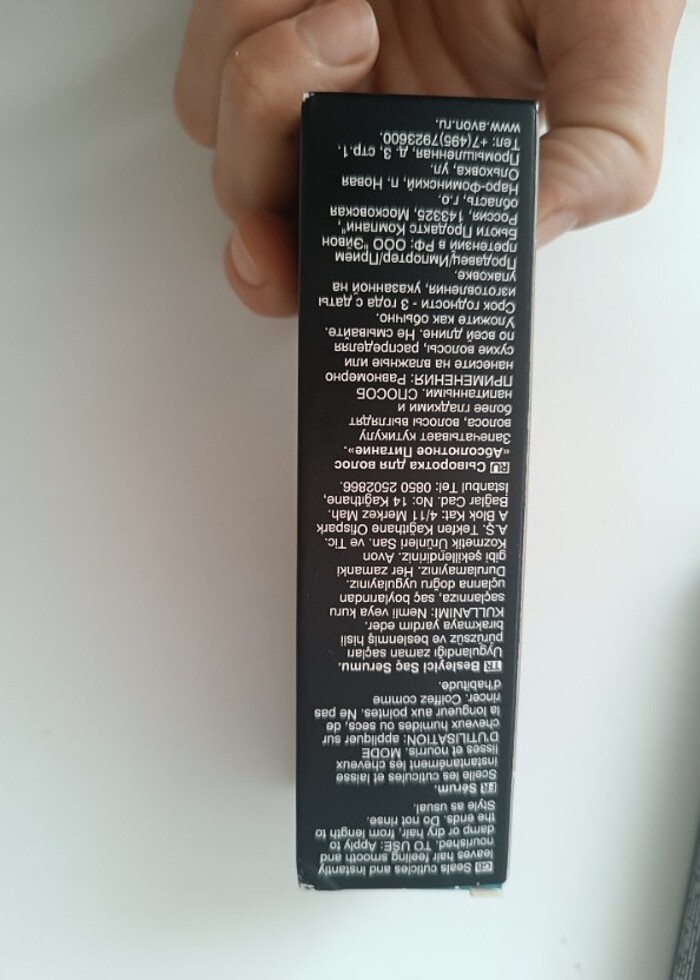 GB Seals cuticles and instantly
leaves hair feeling smooth and
nourished. TO USE: Apply to
damp or dry hair, from length to
the ends. Do not rinse.
Style as usual.
FR Sérum.
Scelle les cuticules et laisse
instantanément les cheveux
lisses et nourris. MODE
D'UTILISATION: appliquer sur
cheveux humides ou secs, de
la longueur aux pointes. Ne pas
rincer. Coiffez comme
d'habitude.
TR Besleyici Saç Serumu.
Uygulandığı zaman saçları
pürüzsüz ve beslenmiş hisli
bırakmaya yardım eder.
KULLANIMI: Nemli veya kuru
saçlarınıza, saç boylarından
uçlarına doğru uygulayınız.
Durulamayınız. Her zamanki
gibi şekillendiriniz. Avon
Kozmetik Ürünleri San. ve Tic.
A.Ş. Tekfen Kağıthane Ofispark
A Blok Kat: 4/11 Merkez Mah.
Bağlar Cad. No: 14 Kağıthane,
İstanbul Tel: 0850 2502866.
RU Сыворотка для волос
«Абсолютное Питание».
Запечатывает кутикулу
волоса, волосы выглядят
более гладкими и
напитанными. СПОСОБ
ПРИМЕНЕНИЯ: Равномерно
нанесите на влажные или
сухие волосы, распределяя
по всей длине. Не смывайте.
Уложите как обычно.
Срок годности - 3 года с даты
изготовления, указанной на
упаковке.
Продавец/Импортер/Прием
претензий в РФ: ООО "Эйвон
Бьюти Продактс Компани",
Россия, 143325, Московская
область, г.о.
Наро-Фоминский, п. Новая
Ольховка, ул.
Промышленная, д. 3, стр.1.
Тел: +7(495)7923600.
www.avon.ru.